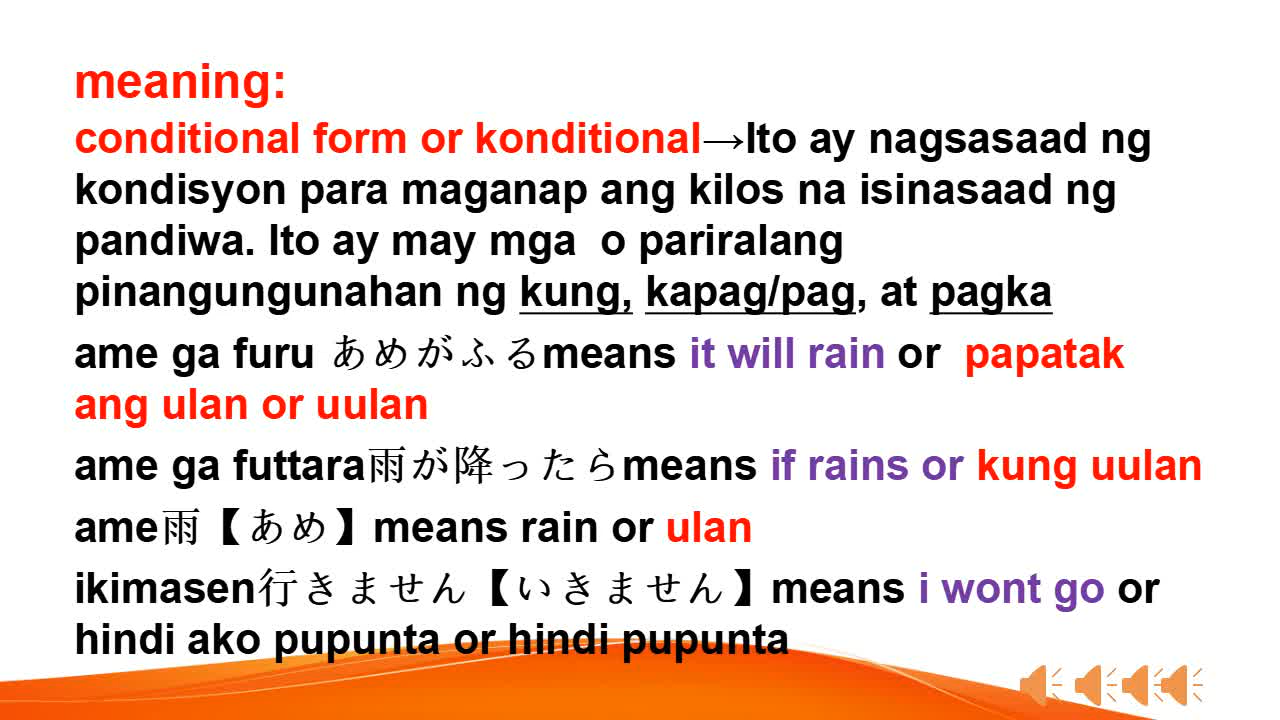 meaning:
conditional form or konditional→Ito ay nagsasaad ng
kondisyon para maganap ang kilos na isinasaad ng
pandiwa. Ito ay may mga  o pariralang
pinangungunahan ng kung, kapag/pag, at pagka
ame ga furu あめがふるmeans it will rain or  papatak
ang ulan or uulan
ame ga futtara雨が降ったらmeans if rains or kung uulan
ame雨【あめ】means rain or ulan
ikimasen行きません【いきません】means i wont go or
hindi ako pupunta or hindi pupunta